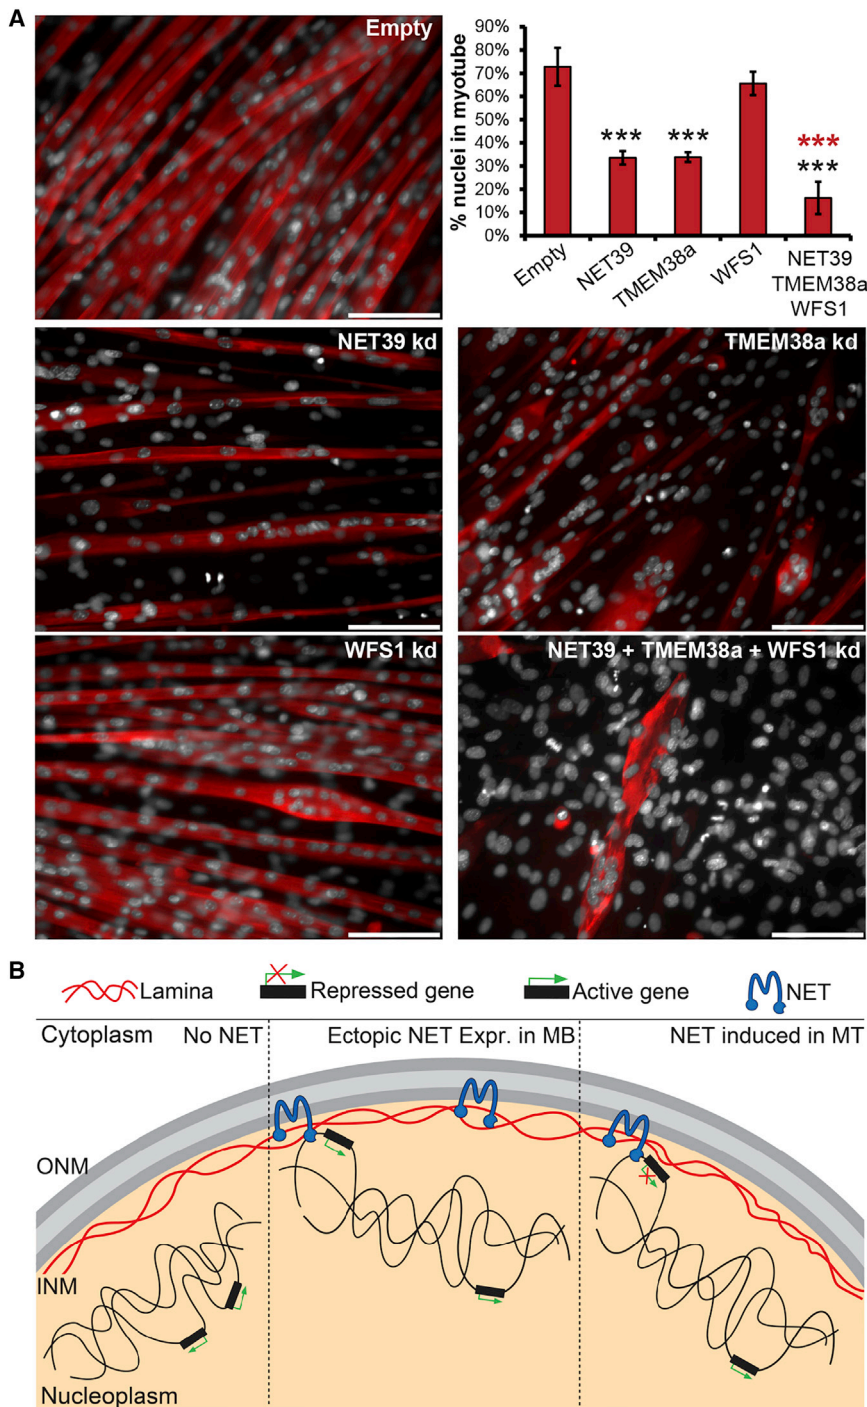 A
Empty
% nuclei in myotube
90%
80%
70%
60%
50%
40%
30%
20%
10%
0%
***
***
***
***
Empty
NET39
TMEM38a
WFS1
NET39
TMEM38a
WFS1
NET39 kd
TMEM38a kd
WFS1 kd
NET39 + TMEM38a + WFS1 kd
B
Lamina
Repressed gene
Active gene
NET
Cytoplasm
No NET
Ectopic NET Expr. in MB
NET induced in MT
ONM
INM
Nucleoplasm